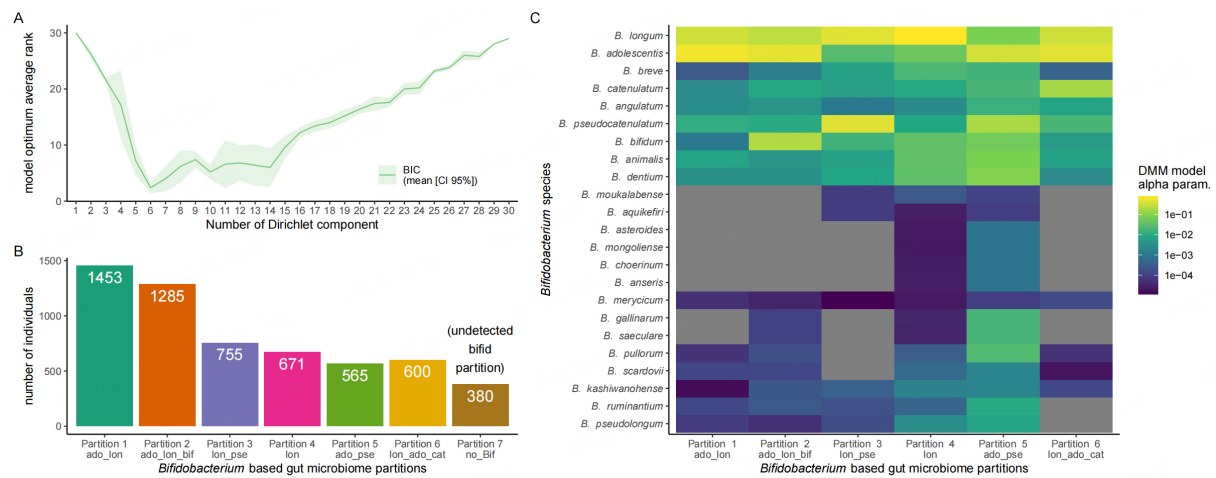 A
model optimum average rank
30
20
10
0
BIC
(mean [CI 95%])
1 2 3 4 5 6 7 8 9 10 11 12 13 14 15 16 17 18 19 20 21 22 23 24 25 26 27 28 29 30
Number of Dirichlet component
B
number of individuals
1500
1000
500
0
1453
1285
755
671
565
600
380
(undetected
bifid
partition)
Partition 1
ado_lon
Partition 2
ado_lon_bif
Partition 3
lon_pse
Partition 4
lon
Partition 5
ado_pse
Partition 6
lon_ado_cat
Partition 7
no_Bif
Bifidobacterium based gut microbiome partitions
C
Bifidobacterium species
B. longum
B. adolescentis
B. breve
B. catenulatum
B. angulatum
B. pseudocatenulatum
B. bifidum
B. animalis
B. dentium
B. moukalabense
B. aquikefiri
B. asteroides
B. mongoliense
B. choerinum
B. anseris
B. merycicum
B. gallinarum
B. saeculare
B. pullorum
B. scardovii
B. kashiwanohense
B. ruminantium
B. pseudolongum
Partition 1
ado_lon
Partition 2
ado_lon_bif
Partition 3
lon_pse
Partition 4
lon
Partition 5
ado_pse
Partition 6
lon_ado_cat
Bifidobacterium based gut microbiome partitions
DMM model
alpha param.
1e-01
1e-02
1e-03
1e-04